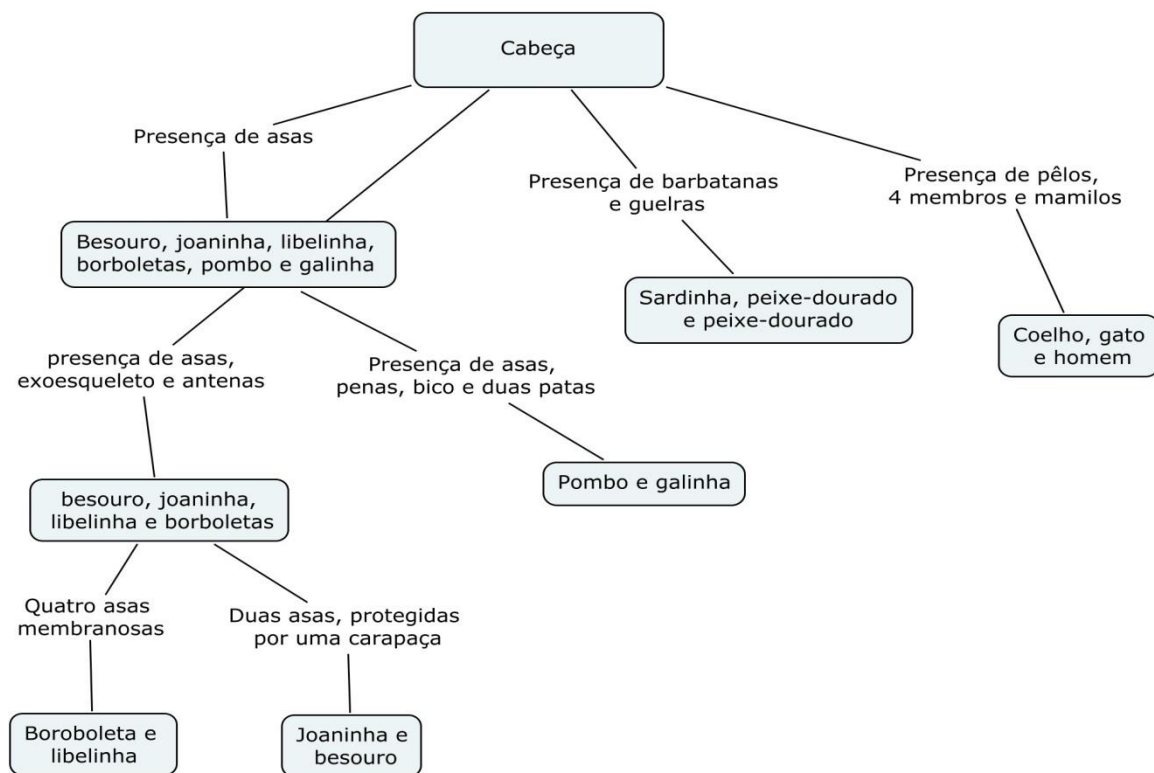 Cabeça
Presença de asas
Presença de barbatanas
e guelras
Presença de pêlos,
4 membros e mamilos
Besouro, joaninha, libelinha,
borboletas, pombo e galinha
Sardinha, peixe-dourado
e peixe-dourado
Coelho, gato
e homem
presença de asas,
exoesqueleto e antenas
Presença de asas,
penas, bico e duas patas
Pombo e galinha
besouro, joaninha,
libelinha e borboletas
Quatro asas
membranosas
Duas asas, protegidas
por uma carapaça
Boroboleta e
libelinha
Joaninha e
besouro